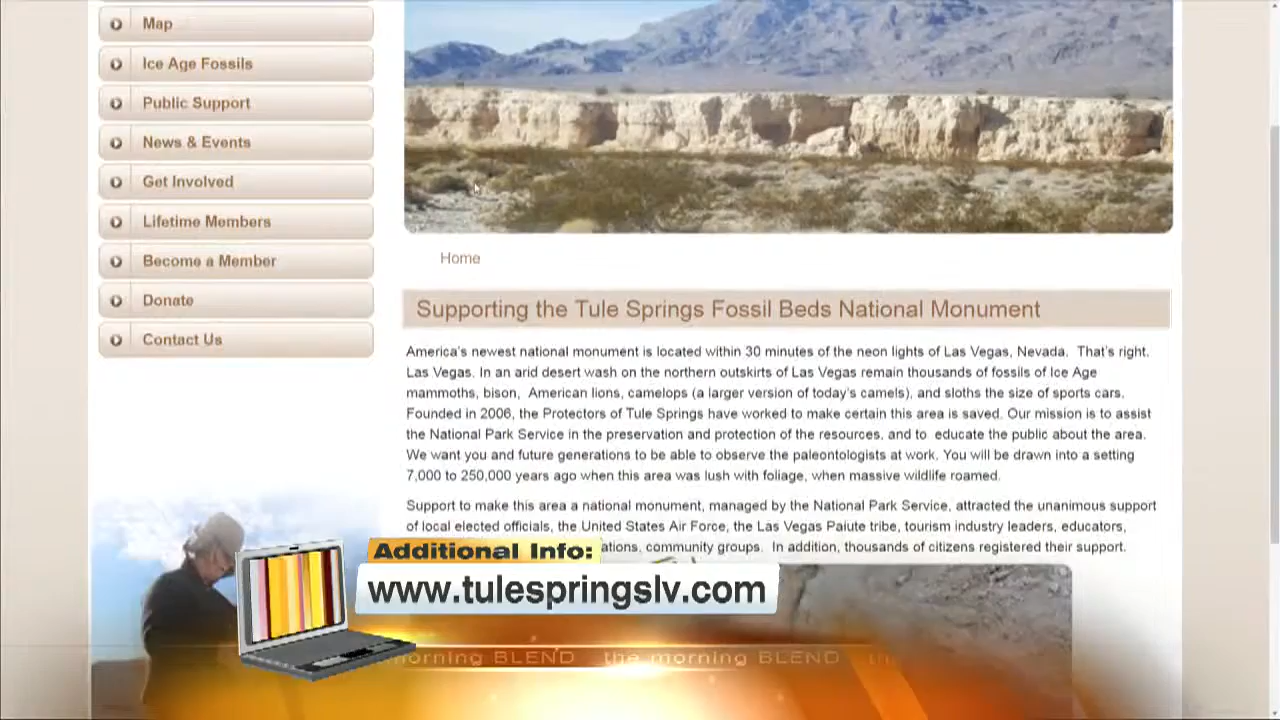 Map
Ice Age Fossils
Public Support
News & Events
Get Involved
Lifetime Members
Become a Member
Donate
Contact Us
Home
Supporting the Tule Springs Fossil Beds National Monument
America's newest national monument is located within 30 minutes of the neon lights of Las Vegas, Nevada. That's right,
Las Vegas. In an arid desert wash on the northern outskirts of Las Vegas remain thousands of fossils of Ice Age
mammoths, bison, American lions, camelops (a larger version of today's camels), and sloths the size of sports cars.
Founded in 2006, the Protectors of Tule Springs have worked to make certain this area is saved. Our mission is to assist
the National Park Service in the preservation and protection of the resources, and to educate the public about the area.
We want you and future generations to be able to observe the paleontologists at work. You will be drawn into a setting
7,000 to 250,000 years ago when this area was lush with foliage, when massive wildlife roamed.
Support to make this area a national monument, managed by the National Park Service, attracted the unanimous support
of local elected officials, the United States Air Force, the Las Vegas Paiute tribe, tourism industry leaders, educators,
ations, community groups. In addition, thousands of citizens registered their support.
Additional Info:
www.tulespringslv.com
morning BLEND the morning BLEND the